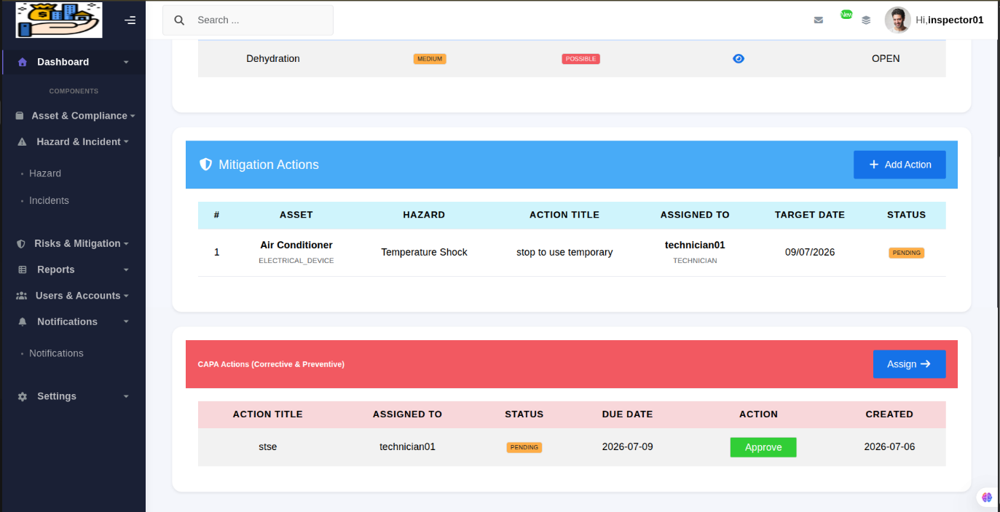 Search ...
New
Hi,inspector01
Dashboard
COMPONENTS
Asset & Compliance
Hazard & Incident
Hazard
Incidents
Risks & Mitigation
Reports
Users & Accounts
Notifications
Notifications
Settings
Dehydration MEDIUM POSSIBLE OPEN
Mitigation Actions
Add Action
# ASSET HAZARD ACTION TITLE ASSIGNED TO TARGET DATE STATUS
1 Air Conditioner Temperature Shock stop to use temporary technician01 09/07/2026 PENDING
ELECTRICAL_DEVICE TECHNICIAN
CAPA Actions (Corrective & Preventive)
Assign
ACTION TITLE ASSIGNED TO STATUS DUE DATE ACTION CREATED
stse technician01 PENDING 2026-07-09 Approve 2026-07-06